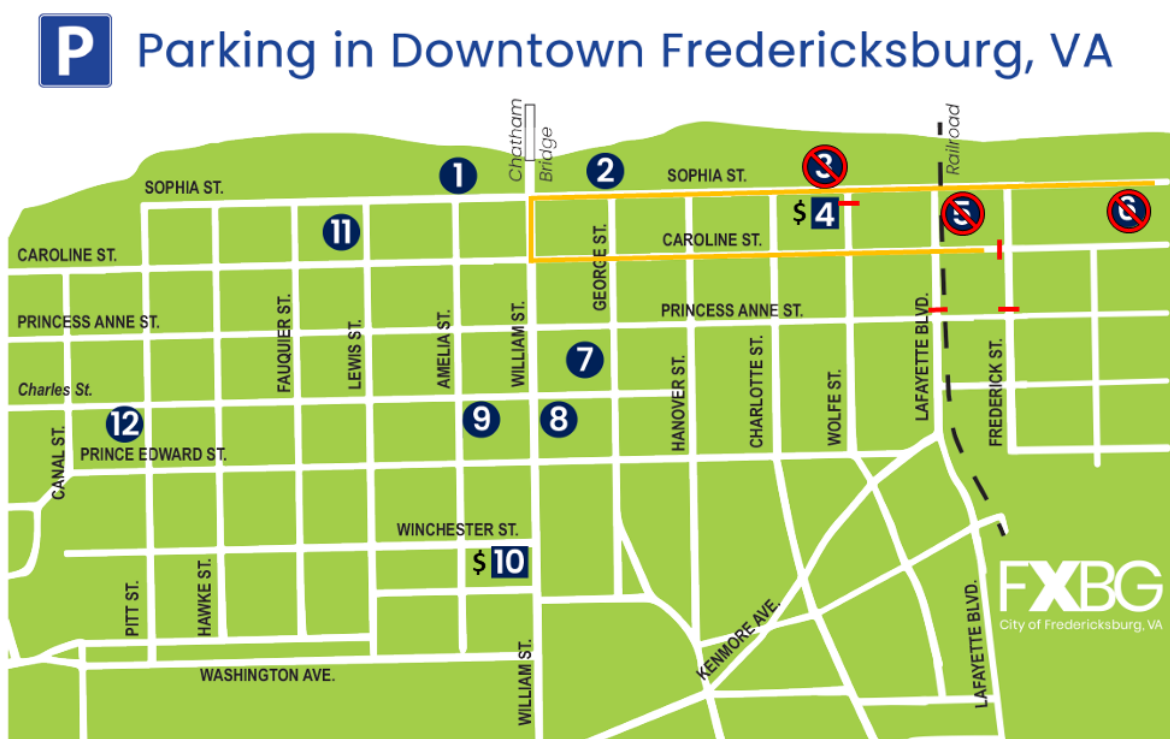 P Parking in Downtown Fredericksburg, VA
Chatham
Bridge
Railroad
1
2
3
SOPHIA ST.
SOPHIA ST.
11
$ 4
5
6
CAROLINE ST.
CAROLINE ST.
GEORGE ST.
PRINCESS ANNE ST.
PRINCESS ANNE ST.
FAUQUIER ST.
LEWIS ST.
AMELIA ST.
WILLIAM ST.
7
HANOVER ST.
CHARLOTTE ST.
WOLFE ST.
LAFAYETTE BLVD.
FREDERICK ST.
Charles St.
12
9
8
CANAL ST.
PRINCE EDWARD ST.
WINCHESTER ST.
$ 10
PITT ST.
HAWKE ST.
WASHINGTON AVE.
WILLIAM ST.
KENMORE AVE.
LAFAYETTE BLVD.
FXBG
City of Fredericksburg, VA